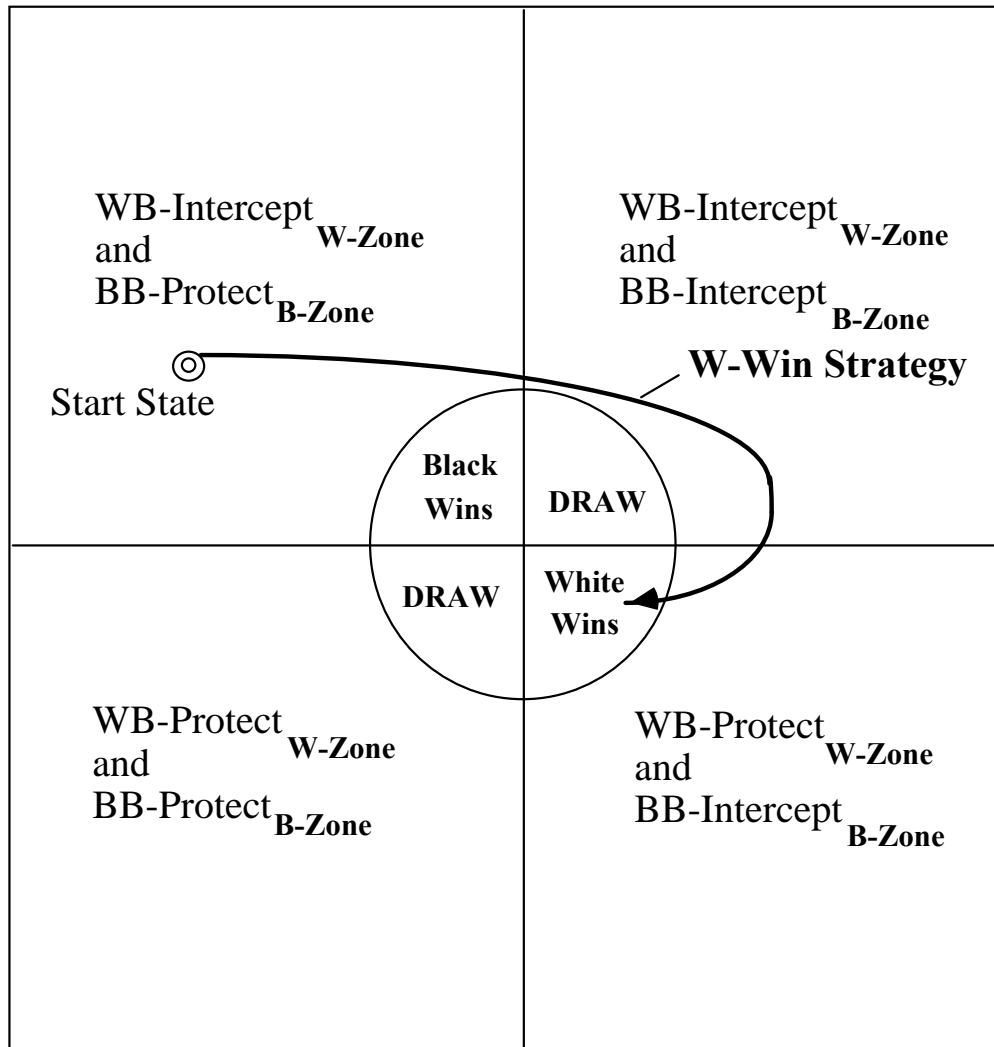 WB-Intercept W-Zone
and
BB-Protect B-Zone
Start State
WB-Intercept W-Zone
and
BB-Intercept B-Zone
W-Win Strategy
Black
Wins
DRAW
DRAW
White
Wins
WB-Protect W-Zone
and
BB-Protect B-Zone
WB-Protect W-Zone
and
BB-Intercept B-Zone